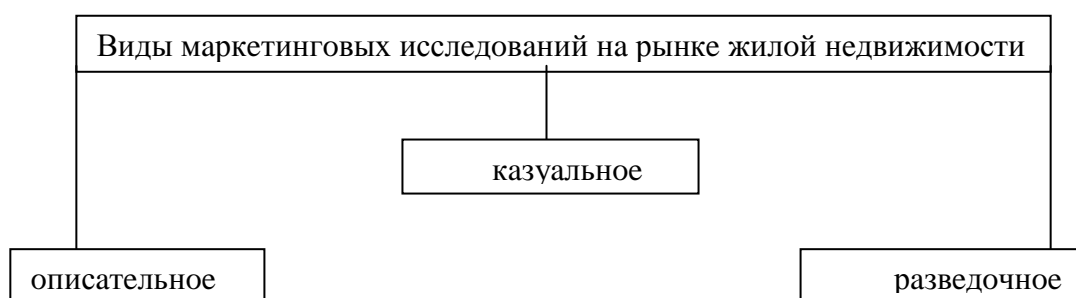 Виды маркетинговых исследований на рынке жилой недвижимости
казуальное
описательное
разведочное